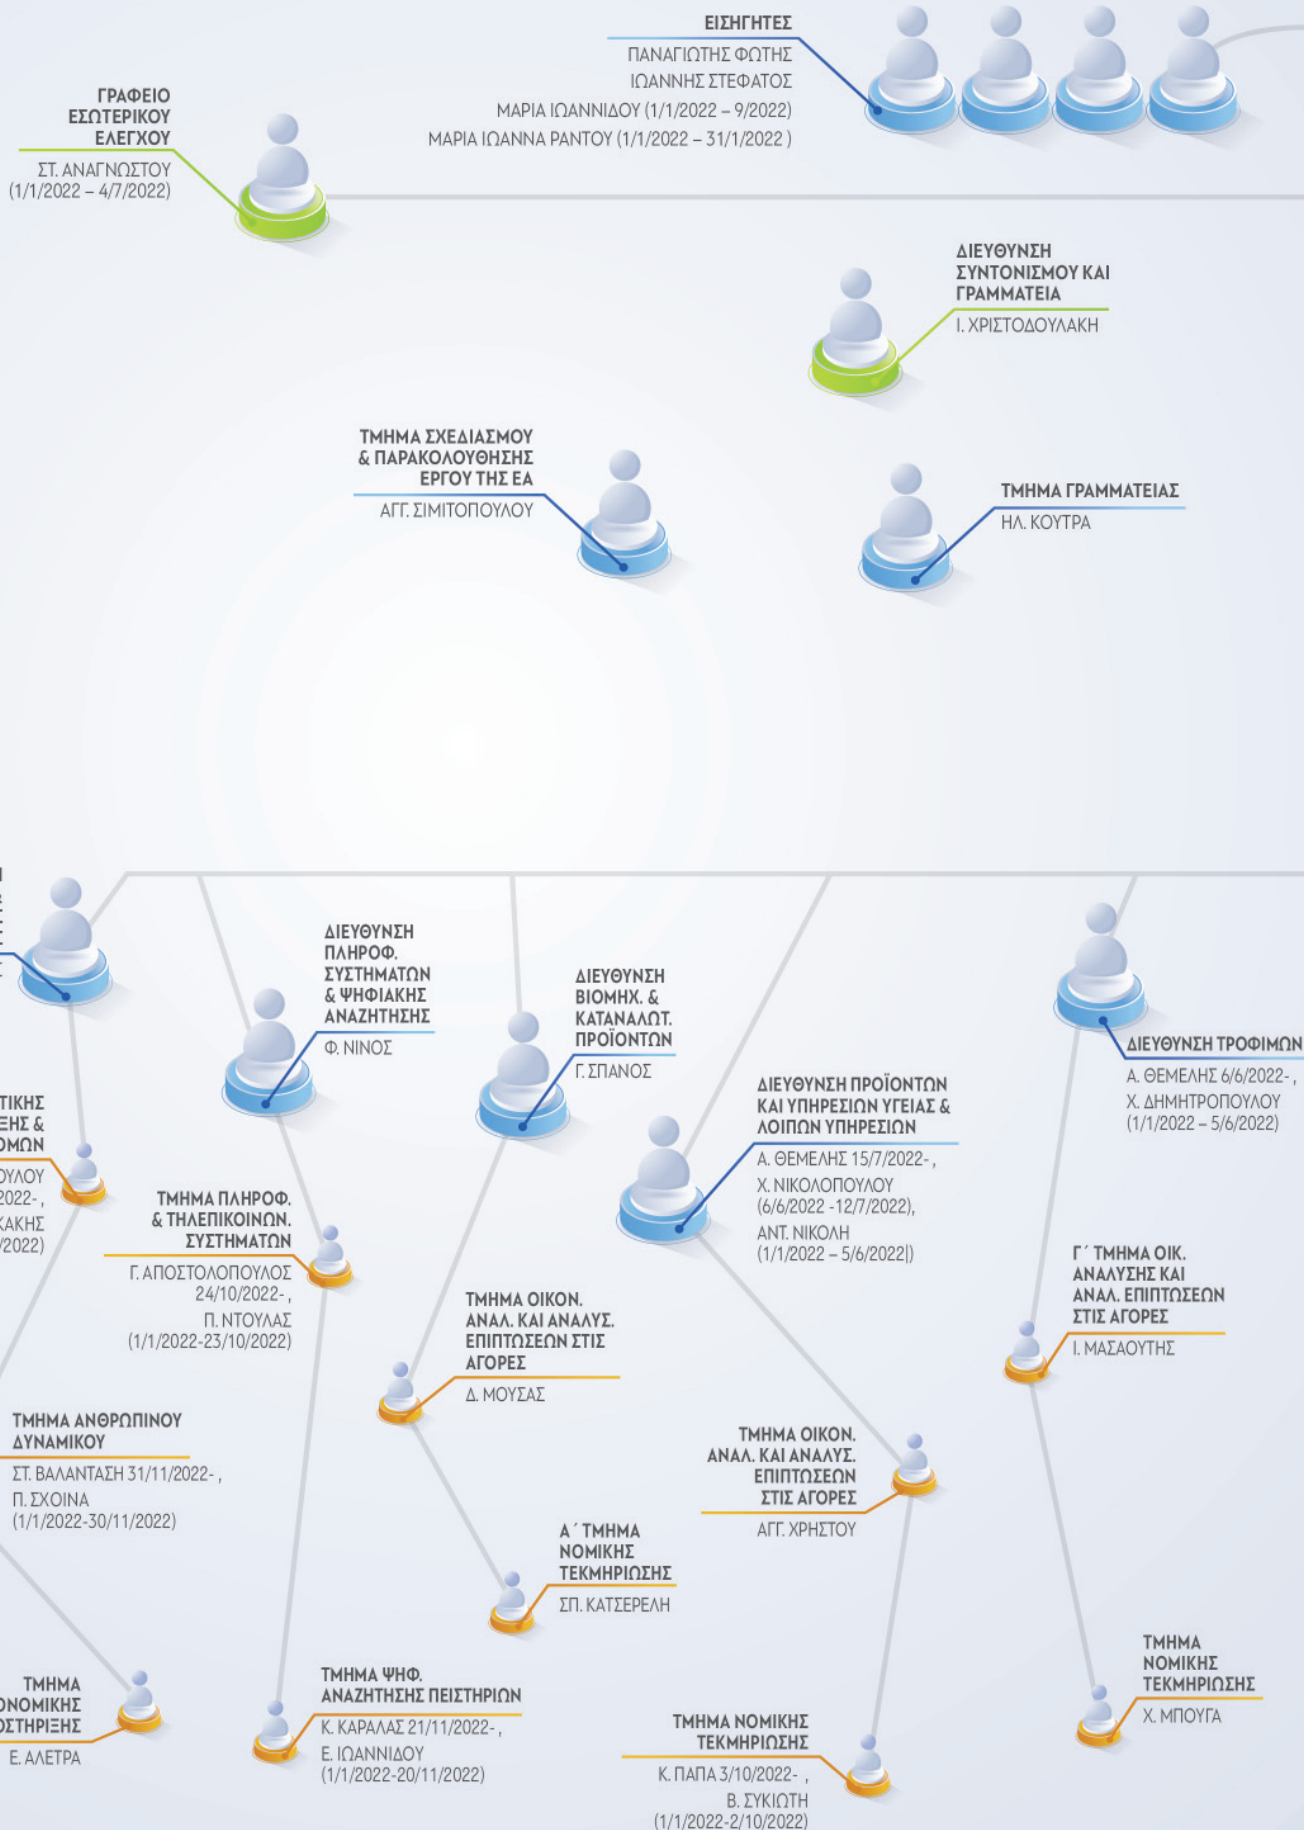 ΕΙΣΗΓΗΤΕΣ
ΠΑΝΑΓΙΩΤΗΣ ΦΩΤΗΣ
ΙΩΑΝΝΗΣ ΣΤΕΦΑΤΟΣ
ΜΑΡΙΑ ΙΩΑΝΝΙΔΟΥ (1/1/2022 – 9/2022)
ΜΑΡΙΑ ΙΩΑΝΝΑ ΡΑΝΤΟΥ (1/1/2022 – 31/1/2022 )
ΓΡΑΦΕΙΟ
ΕΣΩΤΕΡΙΚΟΥ
ΕΛΕΓΧΟΥ
ΣΤ. ΑΝΑΓΝΩΣΤΟΥ
(1/1/2022 – 4/7/2022)
ΔΙΕΥΘΥΝΣΗ
ΣΥΝΤΟΝΙΣΜΟΥ ΚΑΙ
ΓΡΑΜΜΑΤΕΙΑ
Ι. ΧΡΙΣΤΟΔΟΥΛΑΚΗ
ΤΜΗΜΑ ΣΧΕΔΙΑΣΜΟΥ
& ΠΑΡΑΚΟΛΟΥΘΗΣΗΣ
ΕΡΓΟΥ ΤΗΣ ΕΑ
ΑΓΓ. ΣΙΜΙΤΟΠΟΥΛΟΥ
ΤΜΗΜΑ ΓΡΑΜΜΑΤΕΙΑΣ
ΗΛ. ΚΟΥΤΡΑ
ΔΙΕΥΘΥΝΣΗ
ΠΛΗΡΟΦ.
ΣΥΣΤΗΜΑΤΩΝ
& ΨΗΦΙΑΚΗΣ
ΑΝΑΖΗΤΗΣΗΣ
Φ. ΝΙΝΟΣ
ΔΙΕΥΘΥΝΣΗ
ΒΙΟΜΗΧ. &
ΚΑΤΑΝΑΛΩΤ.
ΠΡΟΪΟΝΤΩΝ
Γ. ΣΠΑΝΟΣ
ΔΙΕΥΘΥΝΣΗ ΠΡΟΪΟΝΤΩΝ
ΚΑΙ ΥΠΗΡΕΣΙΩΝ ΥΓΕΙΑΣ &
ΛΟΙΠΩΝ ΥΠΗΡΕΣΙΩΝ
Α. ΘΕΜΕΛΗΣ 15/7/2022- ,
Χ. ΝΙΚΟΛΟΠΟΥΛΟΥ
(6/6/2022 -12/7/2022),
ΑΝΤ. ΝΙΚΟΛΗ
(1/1/2022 – 5/6/2022|)
ΔΙΕΥΘΥΝΣΗ ΤΡΟΦΙΜΩΝ
Α. ΘΕΜΕΛΗΣ 6/6/2022- ,
Χ. ΔΗΜΗΤΡΟΠΟΥΛΟΥ
(1/1/2022 – 5/6/2022)
ΤΙΚΗΣ
ΞΗΣ &
ΟΜΩΝ
ΟΥΛΟΥ
2022- ,
ΚΑΚΗΣ
/2022)
ΤΜΗΜΑ ΠΛΗΡΟΦ.
& ΤΗΛΕΠΙΚΟΙΝΩΝ.
ΣΥΣΤΗΜΑΤΩΝ
Γ. ΑΠΟΣΤΟΛΟΠΟΥΛΟΣ
24/10/2022- ,
Π. ΝΤΟΥΛΑΣ
(1/1/2022-23/10/2022)
ΤΜΗΜΑ ΟΙΚΟΝ.
ΑΝΑΛ. ΚΑΙ ΑΝΑΛΥΣ.
ΕΠΙΠΤΩΣΕΩΝ ΣΤΙΣ
ΑΓΟΡΕΣ
Δ. ΜΟΥΣΑΣ
Γ΄ ΤΜΗΜΑ ΟΙΚ.
ΑΝΑΛΥΣΗΣ ΚΑΙ
ΑΝΑΛ. ΕΠΙΠΤΩΣΕΩΝ
ΣΤΙΣ ΑΓΟΡΕΣ
Ι. ΜΑΣΑΟΥΤΗΣ
ΤΜΗΜΑ ΑΝΘΡΩΠΙΝΟΥ
ΔΥΝΑΜΙΚΟΥ
ΣΤ. ΒΑΛΑΝΤΑΣΗ 31/11/2022- ,
Π. ΣΧΟΙΝΑ
(1/1/2022-30/11/2022)
ΤΜΗΜΑ ΟΙΚΟΝ.
ΑΝΑΛ. ΚΑΙ ΑΝΑΛΥΣ.
ΕΠΙΠΤΩΣΕΩΝ
ΣΤΙΣ ΑΓΟΡΕΣ
ΑΓΓ. ΧΡΗΣΤΟΥ
Α΄ ΤΜΗΜΑ
ΝΟΜΙΚΗΣ
ΤΕΚΜΗΡΙΩΣΗΣ
ΣΠ. ΚΑΤΣΕΡΕΛΗ
ΤΜΗΜΑ
ΟΝΟΜΙΚΗΣ
ΟΣΤΗΡΙΞΗΣ
Ε. ΑΛΕΤΡΑ
ΤΜΗΜΑ ΨΗΦ.
ΑΝΑΖΗΤΗΣΗΣ ΠΕΙΣΤΗΡΙΩΝ
Κ. ΚΑΡΑΛΑΣ 21/11/2022- ,
Ε. ΙΩΑΝΝΙΔΟΥ
(1/1/2022-20/11/2022)
ΤΜΗΜΑ ΝΟΜΙΚΗΣ
ΤΕΚΜΗΡΙΩΣΗΣ
Κ. ΠΑΠΑ 3/10/2022- ,
Β. ΣΥΚΙΩΤΗ
(1/1/2022-2/10/2022)
ΤΜΗΜΑ
ΝΟΜΙΚΗΣ
ΤΕΚΜΗΡΙΩΣΗΣ
Χ. ΜΠΟΥΓΑ